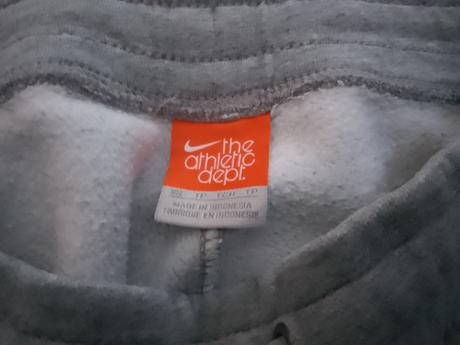 the
athletic
dept.
MADE IN INDONESIA
FABRIQUE EN INDONESIE